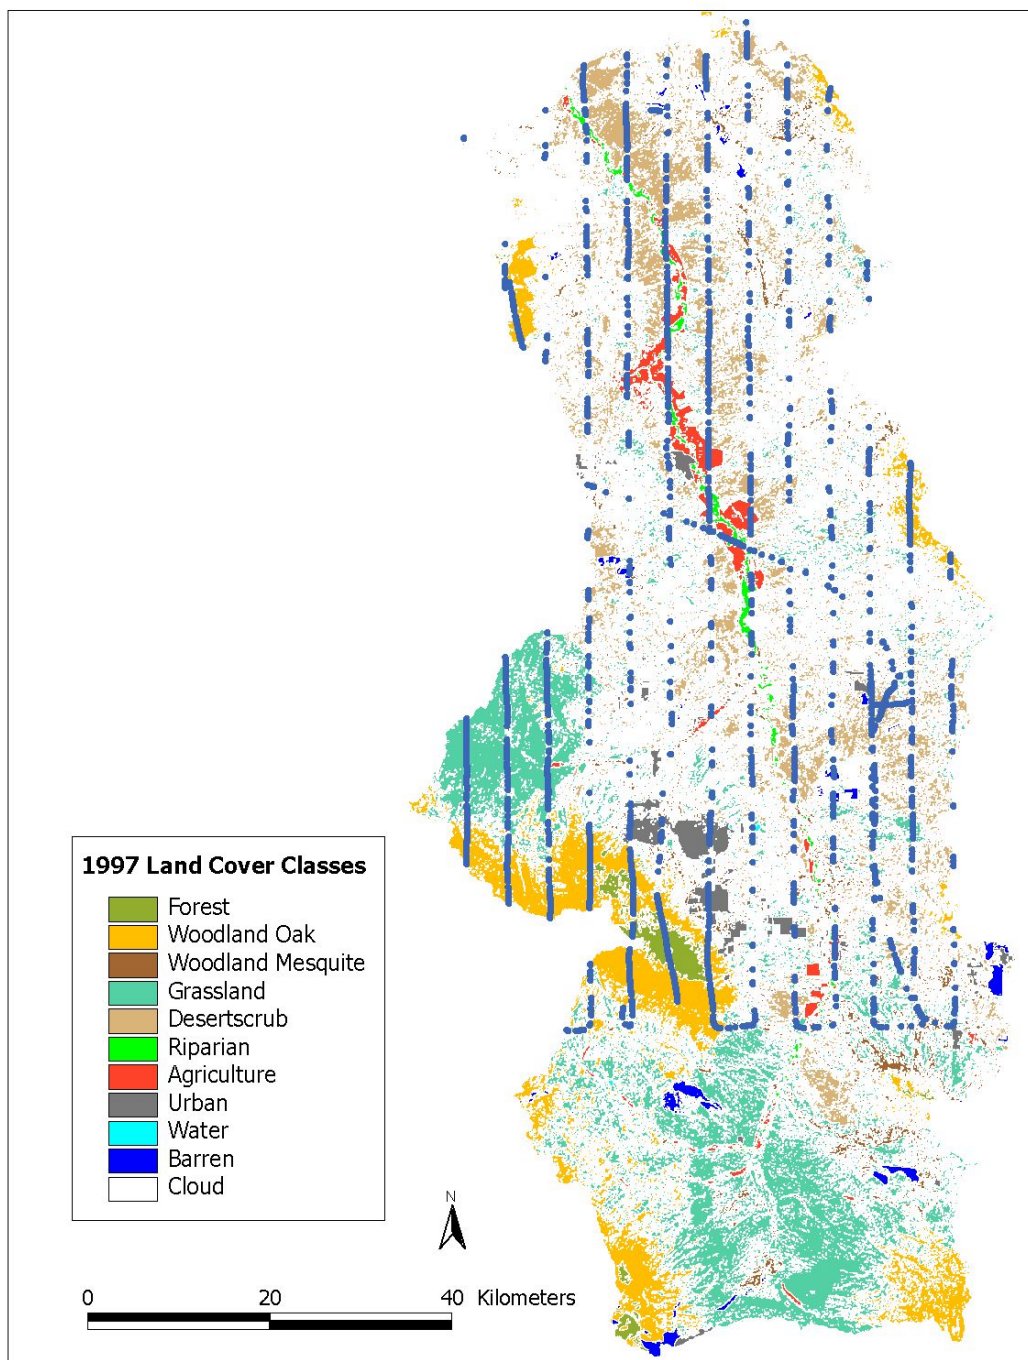 1997 Land Cover Classes
Forest
Woodland Oak
Woodland Mesquite
Grassland
Desertscrub
Riparian
Agriculture
Urban
Water
Barren
Cloud
N
0 20 40 Kilometers